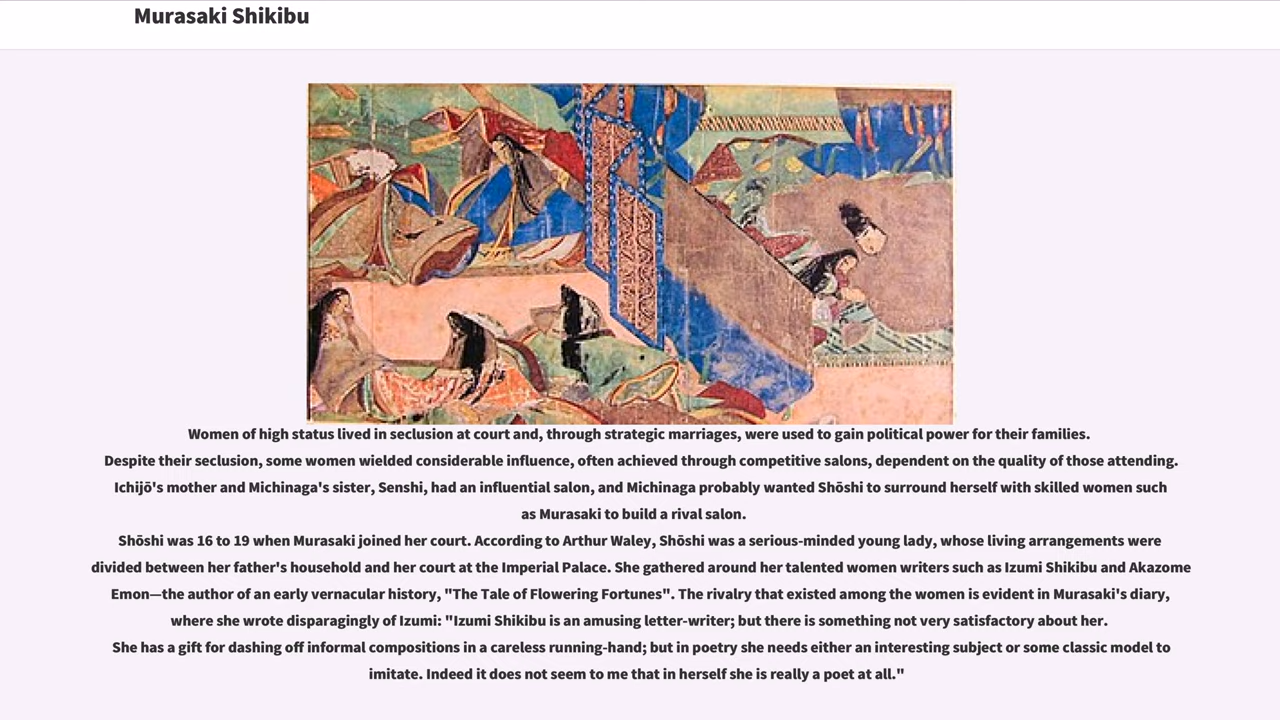 Murasaki Shikibu
Women of high status lived in seclusion at court and, through strategic marriages, were used to gain political power for their families.
Despite their seclusion, some women wielded considerable influence, often achieved through competitive salons, dependent on the quality of those attending.
Ichijō's mother and Michinaga's sister, Senshi, had an influential salon, and Michinaga probably wanted Shōshi to surround herself with skilled women such
as Murasaki to build a rival salon.
Shōshi was 16 to 19 when Murasaki joined her court. According to Arthur Waley, Shōshi was a serious-minded young lady, whose living arrangements were
divided between her father's household and her court at the Imperial Palace. She gathered around her talented women writers such as Izumi Shikibu and Akazome
Emon—the author of an early vernacular history, "The Tale of Flowering Fortunes". The rivalry that existed among the women is evident in Murasaki's diary,
where she wrote disparagingly of Izumi: "Izumi Shikibu is an amusing letter-writer; but there is something not very satisfactory about her.
She has a gift for dashing off informal compositions in a careless running-hand; but in poetry she needs either an interesting subject or some classic model to
imitate. Indeed it does not seem to me that in herself she is really a poet at all."